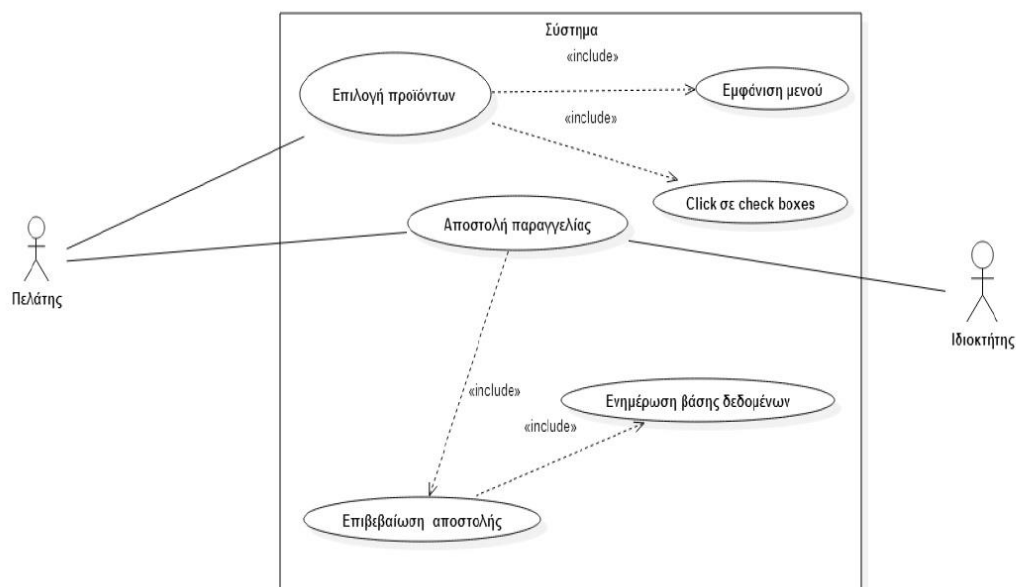 Σύστημα
«include»
Επιλογή προϊόντων
Εμφάνιση μενού
«include»
Click σε check boxes
Αποστολή παραγγελίας
Πελάτης
Ιδιοκτήτης
«include»
Ενημέρωση βάσης δεδομένων
«include»
Επιβεβαίωση αποστολής